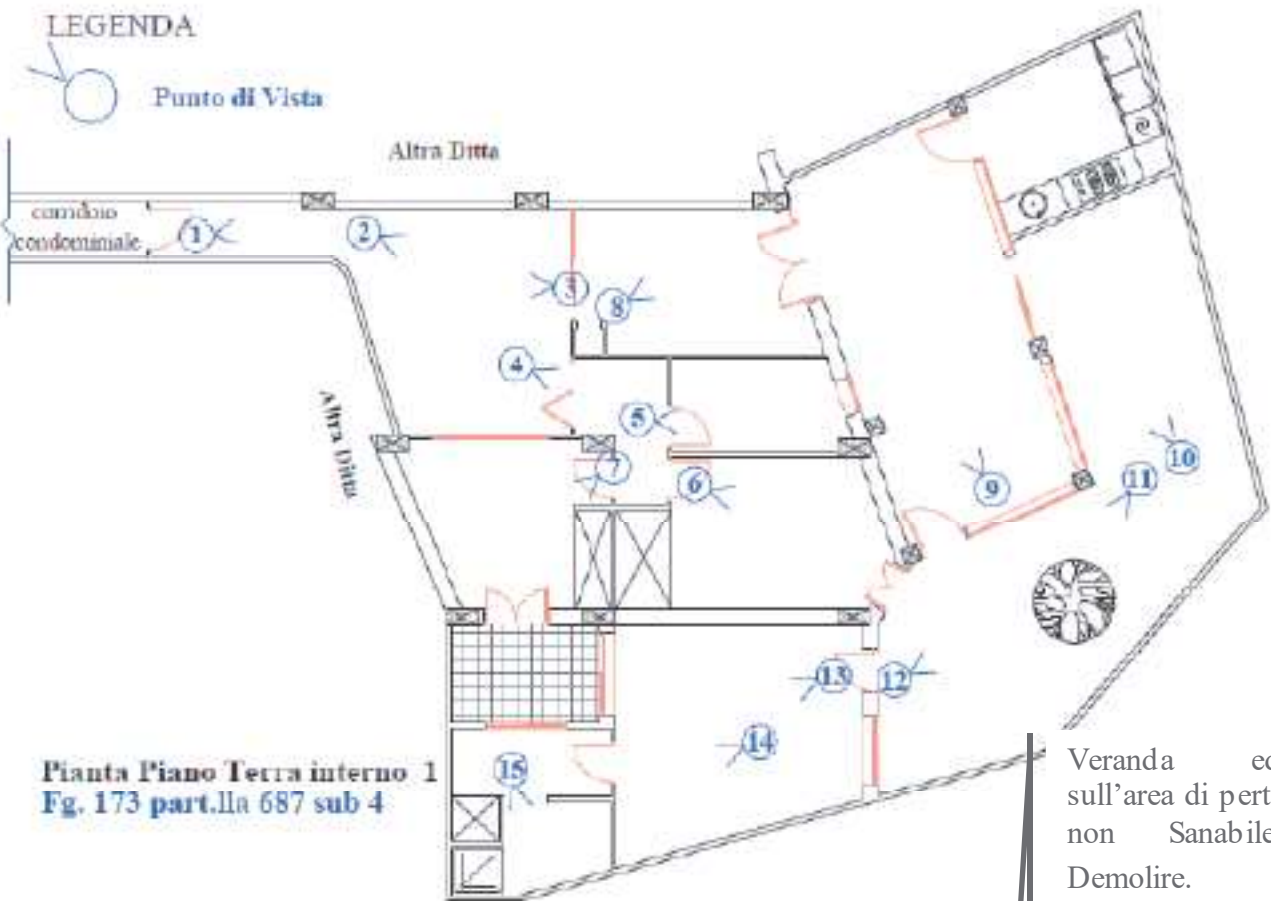 LEGENDA
Punto di Vista
Altra Ditta
corridoio
condominiale
1
2
3
8
4
Altra Ditta
5
7
6
9
10
11
13
12
14
15
Pianta Piano Terra interno 1
Fg. 173 part.lla 687 sub 4
Veranda
sull'area di
non Sanabile
Demolire.